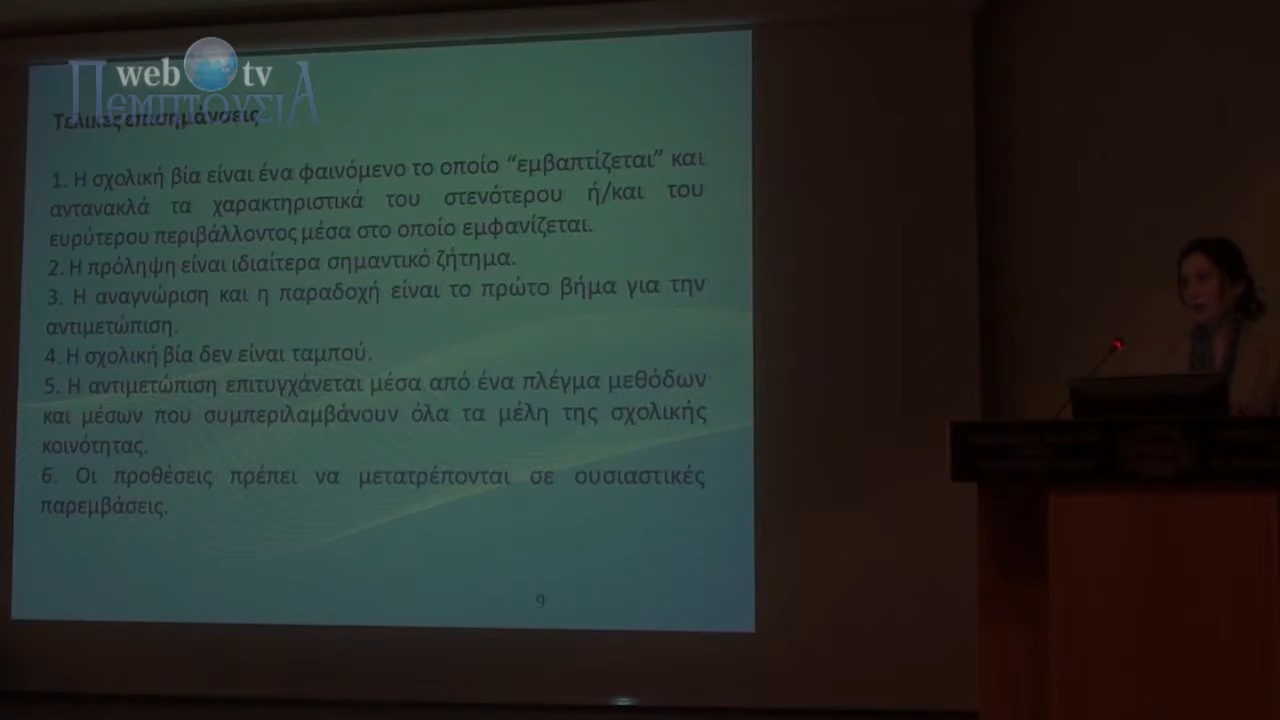 web tv
ΠΕΜΠΤΟΥΣΙΑ
Τελικές επισημάνσεις
1. Η σχολική βία είναι ένα φαινόμενο το οποίο “εμβαπτίζεται” και
αντανακλά τα χαρακτηριστικά του στενότερου ή/και του
ευρύτερου περιβάλλοντος μέσα στο οποίο εμφανίζεται.
2. Η πρόληψη είναι ιδιαίτερα σημαντικό ζήτημα.
3. Η αναγνώριση και η παραδοχή είναι το πρώτο βήμα για την
αντιμετώπιση.
4. Η σχολική βία δεν είναι ταμπού.
5. Η αντιμετώπιση επιτυγχάνεται μέσα από ένα πλέγμα μεθόδων
και μέσων που συμπεριλαμβάνουν όλα τα μέλη της σχολικής
κοινότητας.
6. Οι προθέσεις πρέπει να μετατρέπονται σε ουσιαστικές
παρεμβάσεις.
9